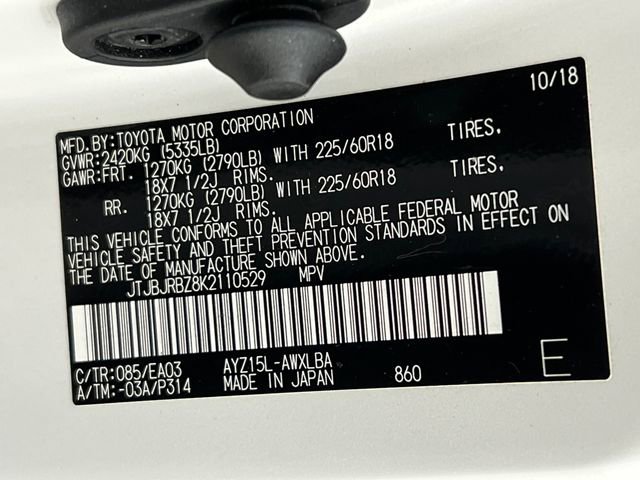 10/18
MFD.BY:TOYOTA MOTOR CORPORATION
GVWR:2420KG (5335LB)
GAWR:FRT. 1270KG (2790LB) WITH 225/60R18 TIRES,
18X7 1/2J RIMS.
RR. 1270KG (2790LB) WITH 225/60R18 TIRES,
18X7 1/2J RIMS.
THIS VEHICLE CONFORMS TO ALL APPLICABLE FEDERAL MOTOR
VEHICLE SAFETY AND THEFT PREVENTION STANDARDS IN EFFECT ON
THE DATE OF MANUFACTURE SHOWN ABOVE.
JTJBJRBZ8K2110529 MPV
C/TR:085/EA03 AYZ15L-AWXLBA
A/TM:-03A/P314 MADE IN JAPAN 860 E